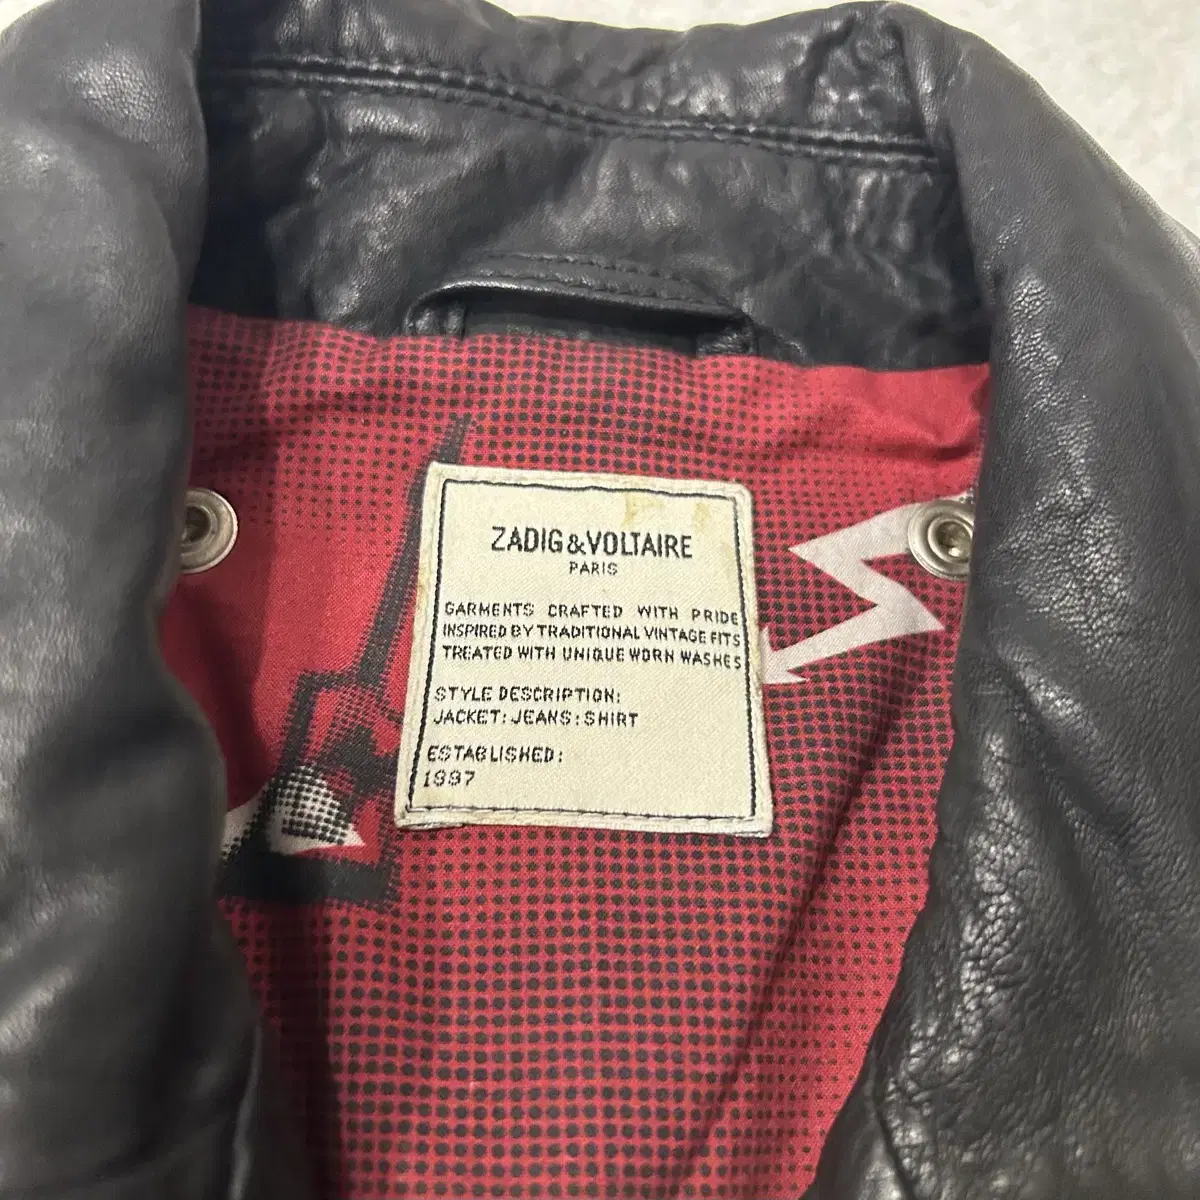 ZADIG&VOLTAIRE
PARIS
GARMENTS CRAFTED WITH PRIDE
INSPIRED BY TRADITIONAL VINTAGE FITS
TREATED WITH UNIQUE WORN WASHES
STYLE DESCRIPTION:
JACKET: JEANS: SHIRT
ESTABLISHED:
1997